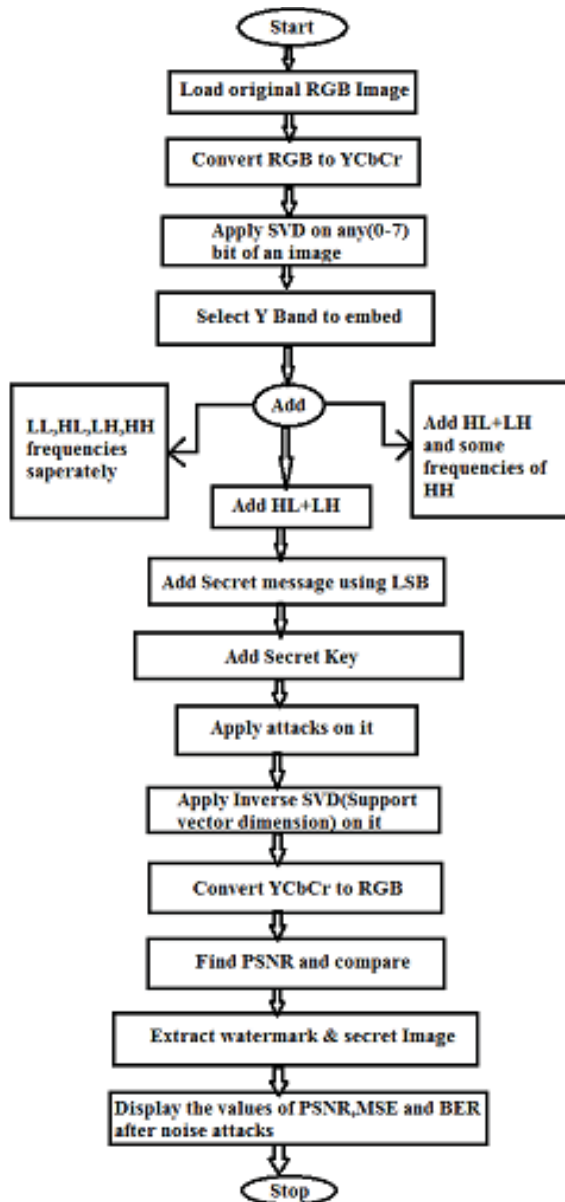 Start
Load original RGB Image
Convert RGB to YCbCr
Apply SVD on any(0-7)
bit of an image
Select Y Band to embed
Add
LL,HL,LH,HH
frequencies
saperately
Add HL+LH
and some
frequencies of
HH
Add HL+LH
Add Secret message using LSB
Add Secret Key
Apply attacks on it
Apply Inverse SVD(Support
vector dimension) on it
Convert YCbCr to RGB
Find PSNR and compare
Extract watermark & secret Image
Display the values of PSNR,MSE and BER
after noise attacks
Stop